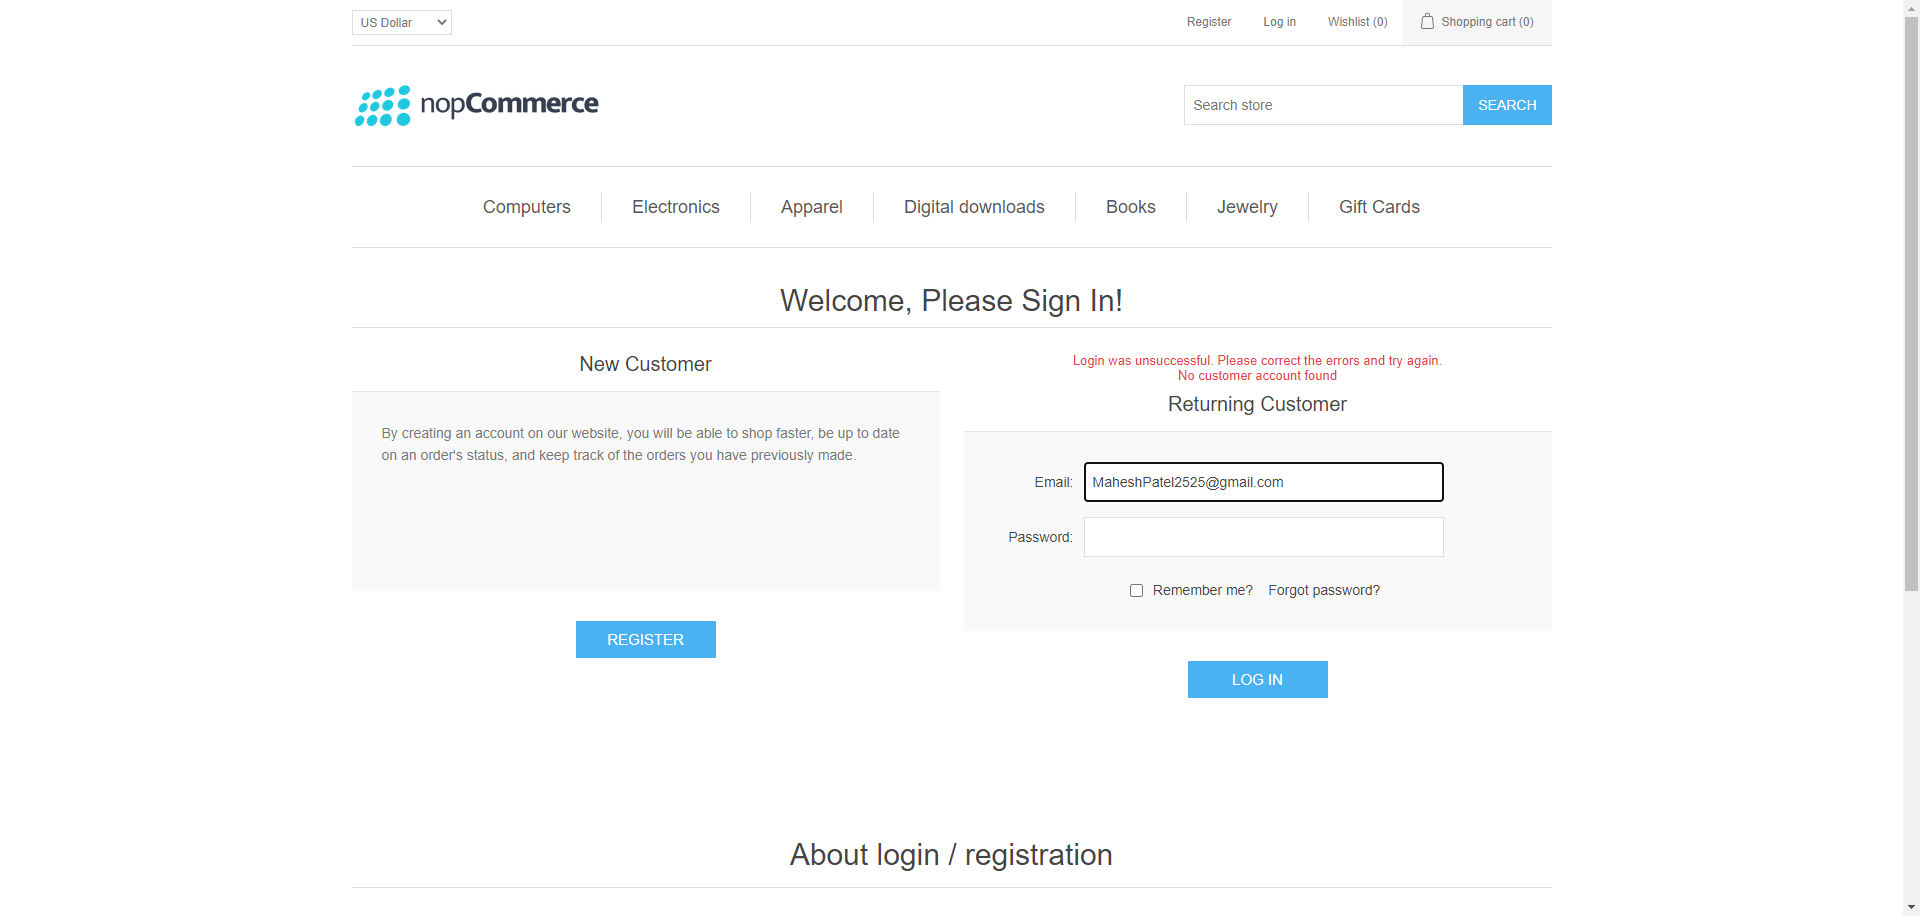 US Dollar
Register
Log in
Wishlist (0)
Shopping cart (0)
nopCommerce
Search store
SEARCH
Computers
Electronics
Apparel
Digital downloads
Books
Jewelry
Gift Cards
Welcome, Please Sign In!
New Customer
By creating an account on our website, you will be able to shop faster, be up to date
on an order's status, and keep track of the orders you have previously made.
REGISTER
Login was unsuccessful. Please correct the errors and try again.
No customer account found
Returning Customer
Email:
MaheshPatel2525@gmail.com
Password:
Remember me?
Forgot password?
LOG IN
About login / registration